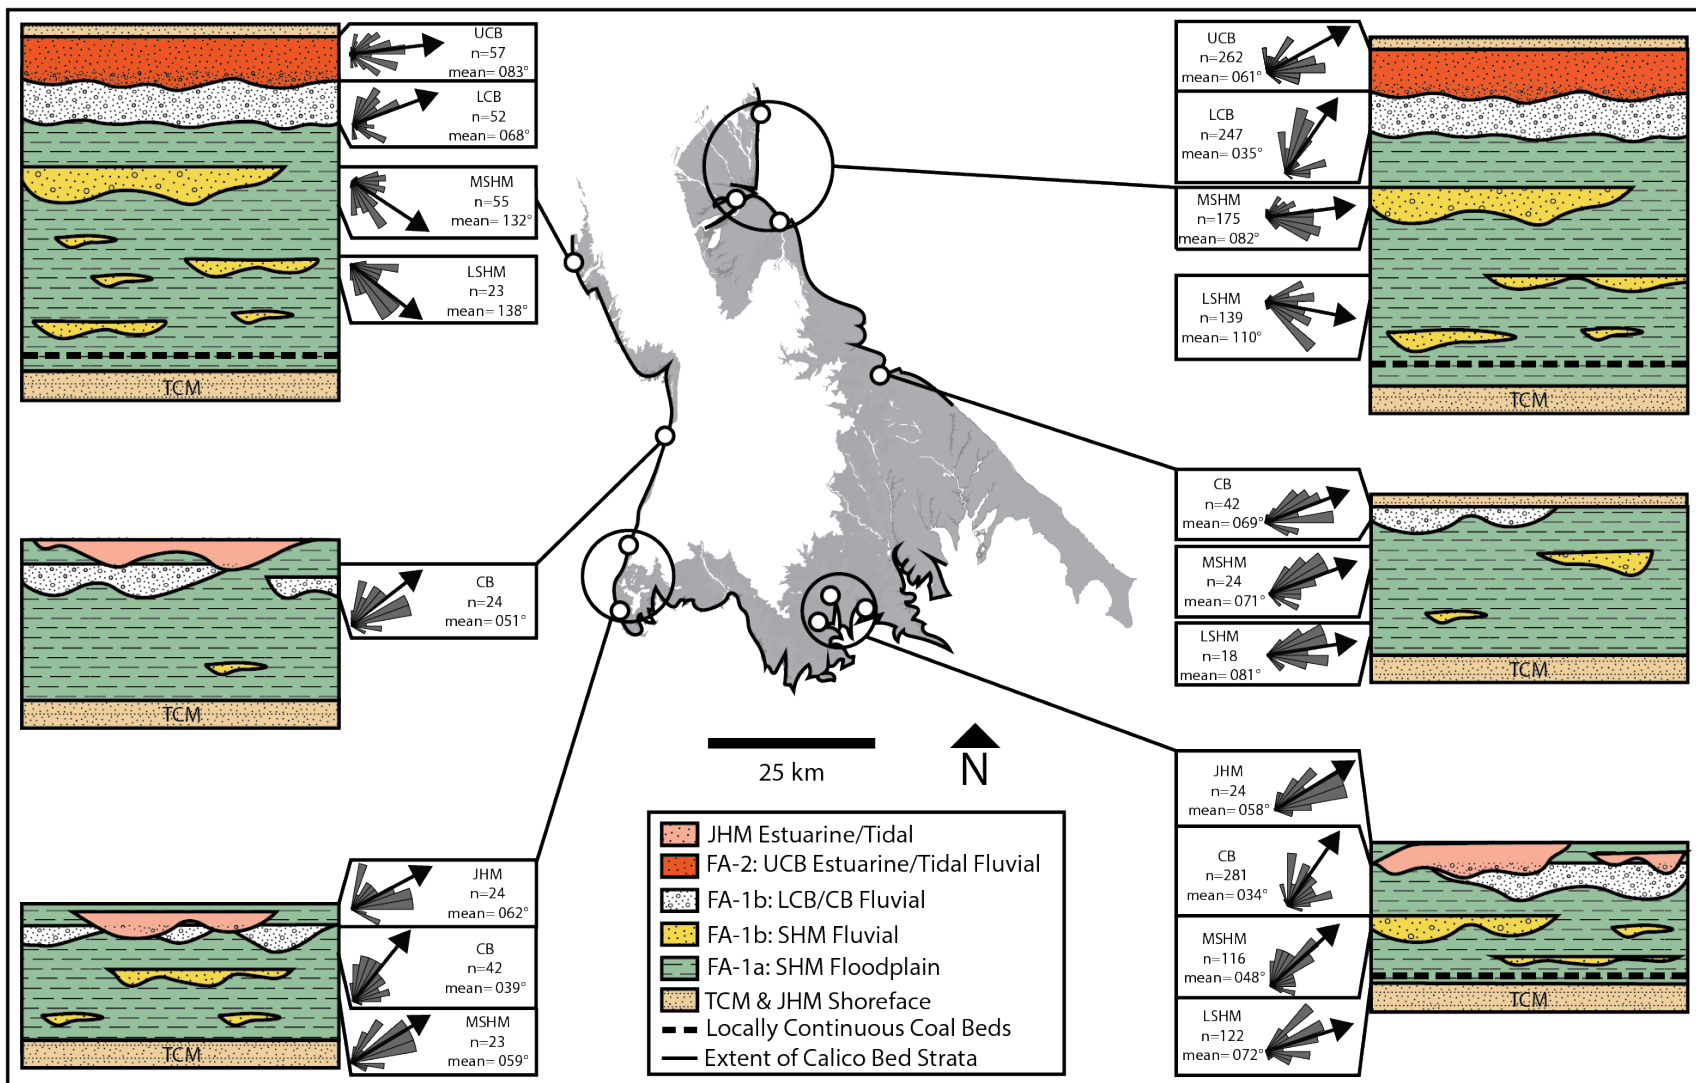 UCB
n=57
mean= 083°
LCB
n=52
mean= 068°
MSHM
n=55
mean= 132°
LSHM
n=23
mean= 138°
TCM
CB
n=24
mean= 051°
TCM
JHM
n=24
mean= 062°
CB
n=42
mean= 039°
MSHM
n=23
mean= 059°
TCM
25 km
N
JHM Estuarine/Tidal
FA-2: UCB Estuarine/Tidal Fluvial
FA-1b: LCB/CB Fluvial
FA-1b: SHM Fluvial
FA-1a: SHM Floodplain
TCM & JHM Shoreface
Locally Continuous Coal Beds
Extent of Calico Bed Strata
UCB
n=262
mean= 061°
LCB
n=247
mean= 035°
MSHM
n=175
mean= 082°
LSHM
n=139
mean= 110°
TCM
CB
n=42
mean= 069°
MSHM
n=24
mean= 071°
LSHM
n=18
mean= 081°
TCM
JHM
n=24
mean= 058°
CB
n=281
mean= 034°
MSHM
n=116
mean= 048°
LSHM
n=122
mean= 072°
TCM